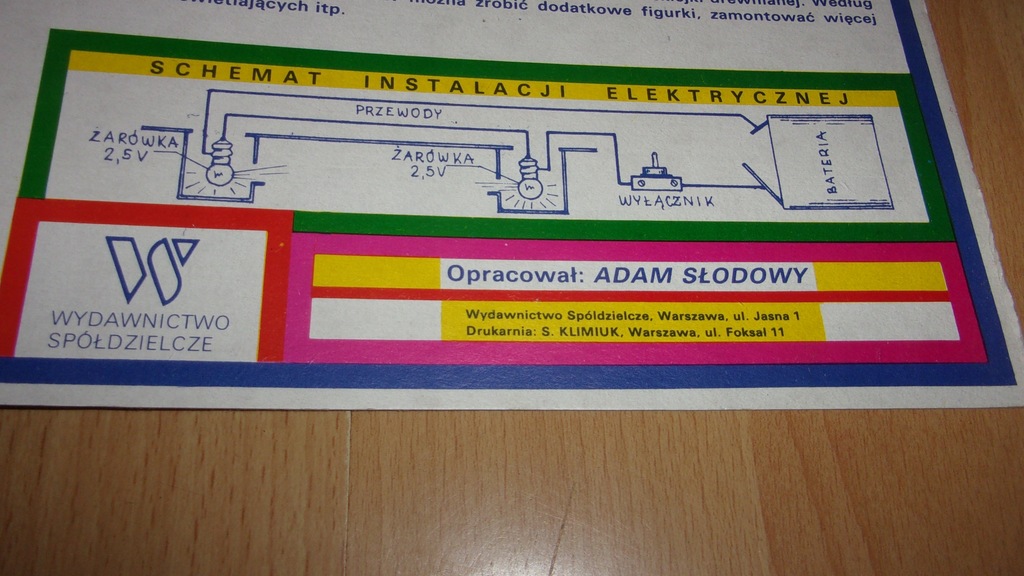 można zrobić dodatkowe figurki, zamontować więcej
itp.
SCHEMAT INSTALACJI ELEKTRYCZNEJ
PRZEWODY
ŻARÓWKA
2,5V
ŻARÓWKA
2,5V
WYŁĄCZNIK
BATERIA
W
WYDAWNICTWO
SPÓŁDZIELCZE
Opracował: ADAM SŁODOWY
Wydawnictwo Spółdzielcze, Warszawa, ul. Jasna 1
Drukarnia: S. KLIMIUK, Warszawa, ul. Foksal 11